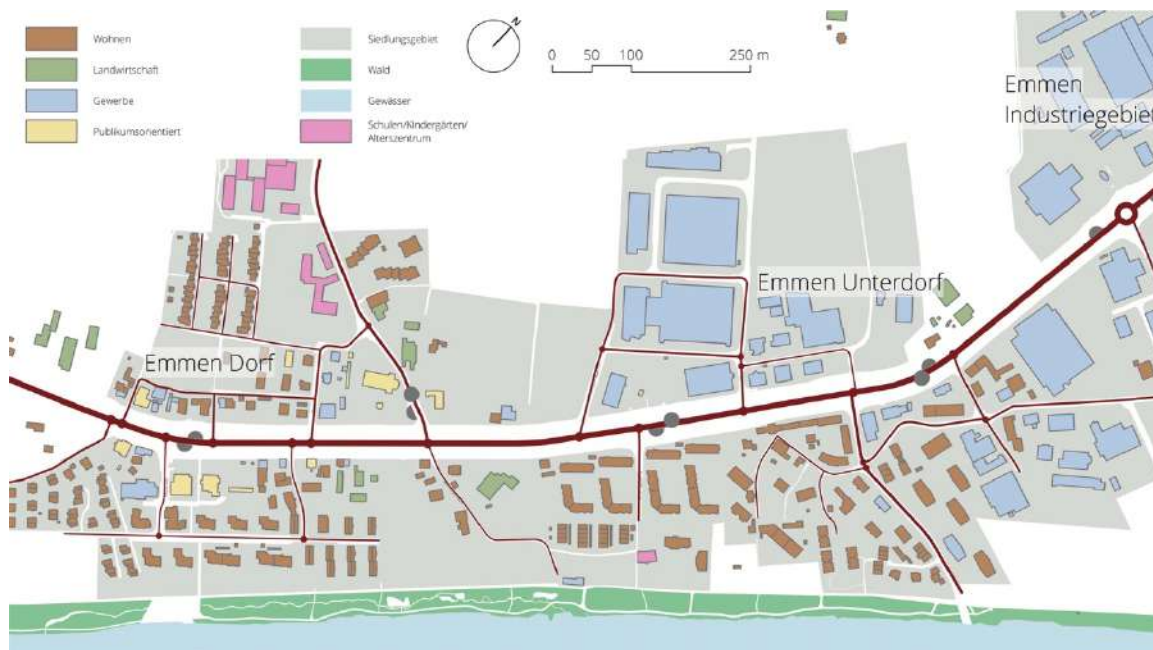 Wohnen
Landwirtschaft
Gewerbe
Publikumsorientiert
Siedlungsgebiet
Wald
Gewässer
Schulen/Kindergärten/
Alterszentrum
N
0 50 100 250 m
Emmen
Industriegebiet
Emmen Unterdorf
Emmen Dorf